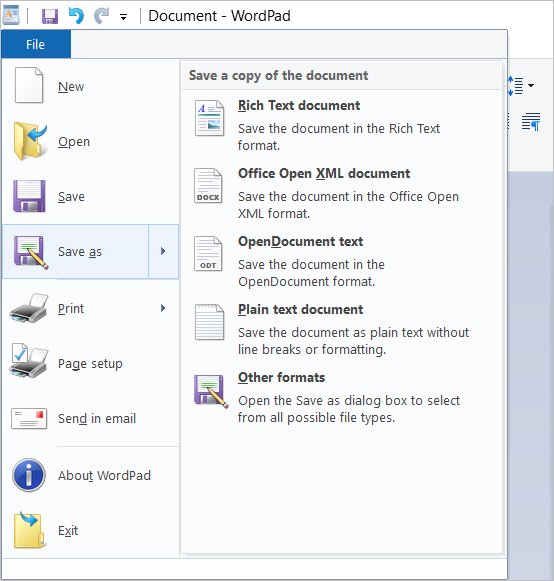 Document - WordPad
File
New
Open
Save
Save as
Print
Page setup
Send in email
About WordPad
Exit
Save a copy of the document
Rich Text document
Save the document in the Rich Text
format.
DOCX
Office Open XML document
Save the document in the Office Open
XML format.
ODT
OpenDocument text
Save the document in the
OpenDocument format.
Plain text document
Save the document as plain text without
line breaks or formatting.
Other formats
Open the Save as dialog box to select
from all possible file types.